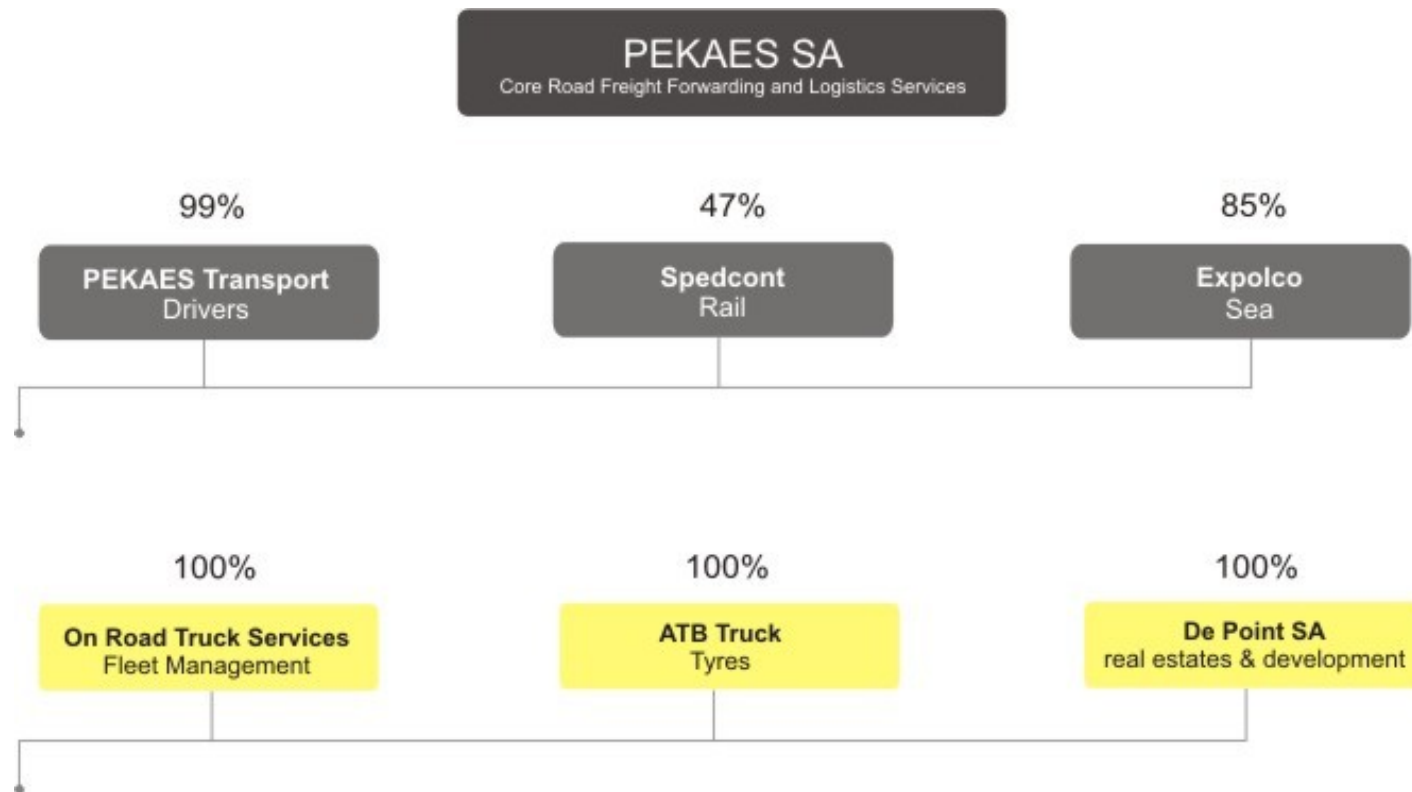 PEKAES SA
Core Road Freight Forwarding and Logistics Services
99%
47%
85%
PEKAES Transport
Drivers
Spedcont
Rail
Expolco
Sea
100%
100%
100%
On Road Truck Services
Fleet Management
ATB Truck
Tyres
De Point SA
real estates & development